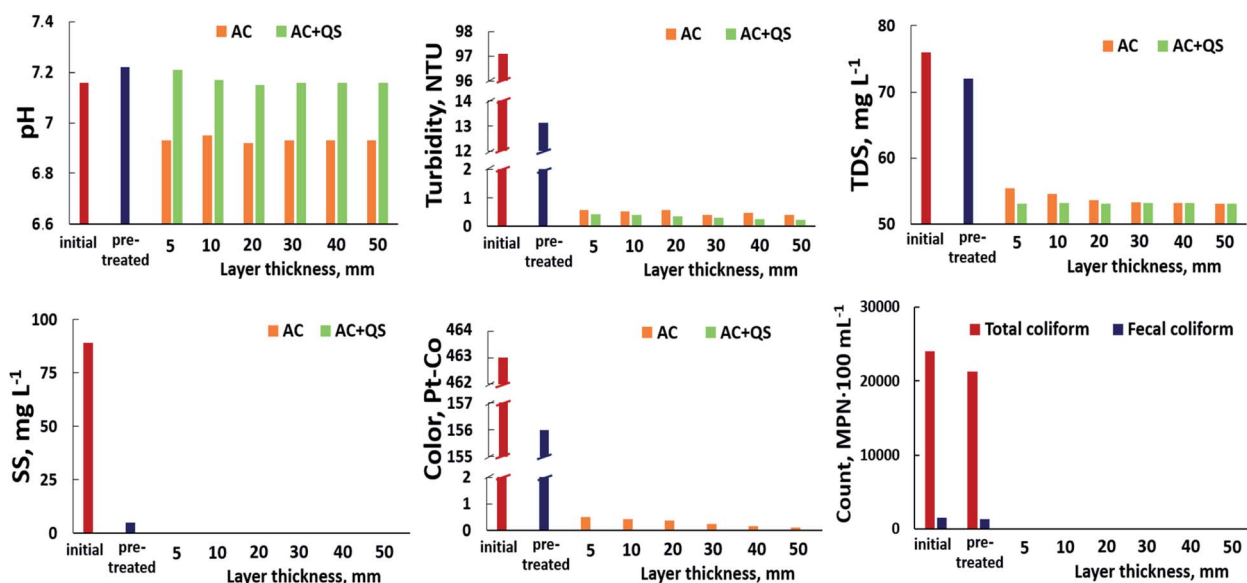 7.4
7.2
7
6.8
6.6
pH
AC AC+QS
initial
pre-
treated
5 10 20 30 40 50
Layer thickness, mm
98
97
96
14
13
12
2
1
0
Turbidity, NTU
AC AC+QS
initial
pre-
treated
5 10 20 30 40 50
Layer thickness, mm
80
70
60
50
TDS, mg L⁻¹
AC AC+QS
initial
pre-
treated
5 10 20 30 40 50
Layer thickness, mm
100
75
50
25
0
SS, mg L⁻¹
AC AC+QS
initial
pre-
treated
5 10 20 30 40 50
Layer thickness, mm
464
463
462
157
156
155
2
1
0
Color, Pt-Co
AC AC+QS
initial
pre-
treated
5 10 20 30 40 50
Layer thickness, mm
30000
20000
10000
0
Count, MPN·100 mL⁻¹
Total coliform Fecal coliform
initial
pre-
treated
5 10 20 30 40 50
Layer thickness, mm